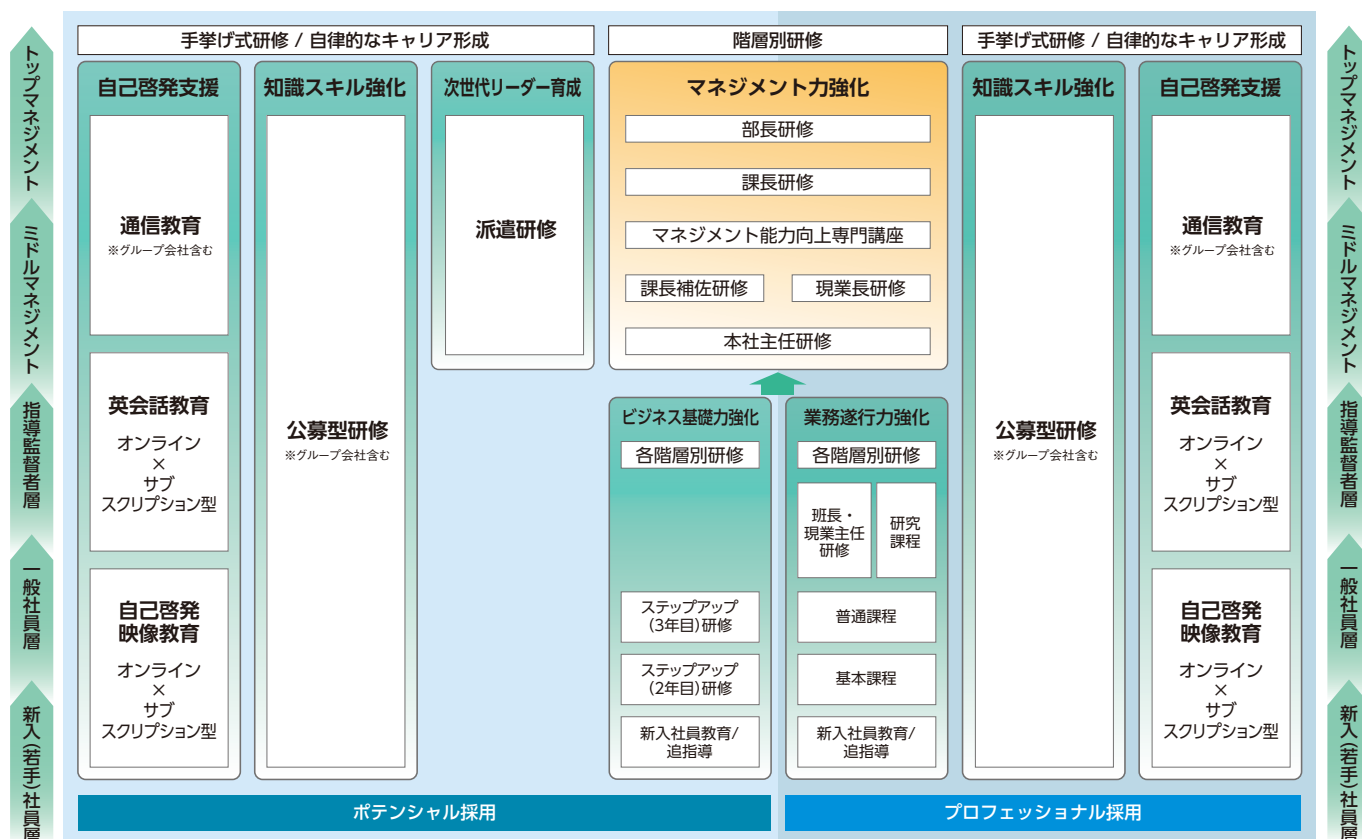 トップマネジメント
ミドルマネジメント
指導監督者層
一般社員層
新入(若手)社員層
手挙げ式研修 / 自律的なキャリア形成
自己啓発支援
通信教育
※グループ会社含む
英会話教育
オンライン
×
サブ
スクリプション型
自己啓発
映像教育
オンライン
×
サブ
スクリプション型
知識スキル強化
公募型研修
※グループ会社含む
次世代リーダー育成
派遣研修
階層別研修
マネジメント力強化
部長研修
課長研修
マネジメント能力向上専門講座
課長補佐研修
現業長研修
本社主任研修
ビジネス基礎力強化
各階層別研修
ステップアップ
(3年目)研修
ステップアップ
(2年目)研修
新入社員教育/
追指導
業務遂行力強化
各階層別研修
班長・
現業主任
研修
研究
課程
普通課程
基本課程
新入社員教育/
追指導
手挙げ式研修 / 自律的なキャリア形成
知識スキル強化
公募型研修
※グループ会社含む
自己啓発支援
通信教育
※グループ会社含む
英会話教育
オンライン
×
サブ
スクリプション型
自己啓発
映像教育
オンライン
×
サブ
スクリプション型
ポテンシャル採用
プロフェッショナル採用
トップマネジメント
ミドルマネジメント
指導監督者層
一般社員層
新入(若手)社員層